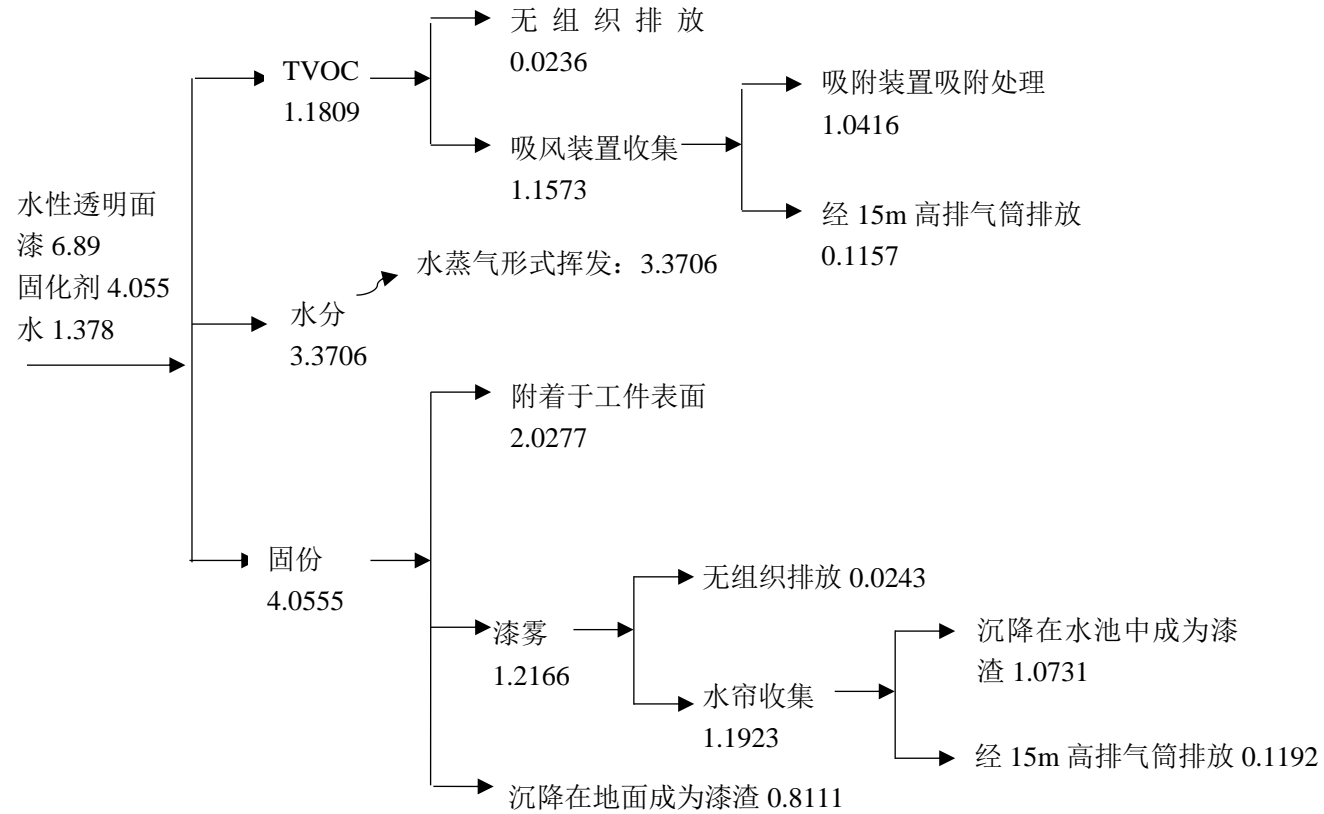 水性透明面
漆 6.89
固化剂 4.055
水 1.378
TVOC
1.1809
无组织排放
0.0236
吸风装置收集
1.1573
吸附装置吸附处理
1.0416
经 15m 高排气筒排放
0.1157
水分
3.3706
水蒸气形式挥发：3.3706
固份
4.0555
附着于工件表面
2.0277
漆雾
1.2166
无组织排放 0.0243
水帘收集
1.1923
沉降在水池中成为漆
渣 1.0731
经 15m 高排气筒排放 0.1192
沉降在地面成为漆渣 0.8111